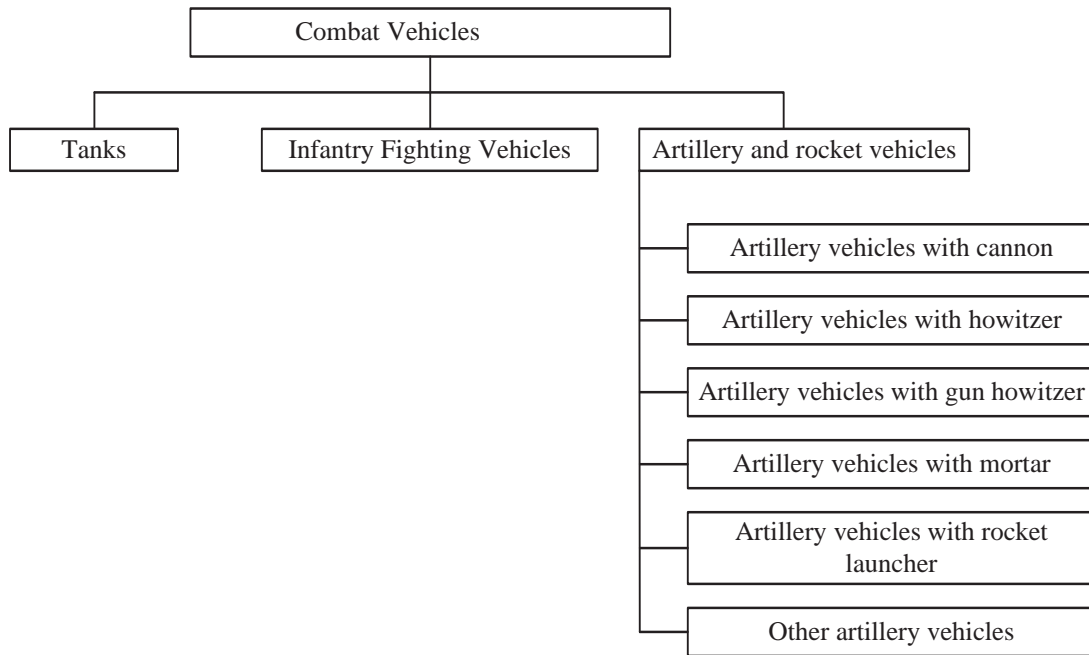 Combat Vehicles
Tanks
Infantry Fighting Vehicles
Artillery and rocket vehicles
Artillery vehicles with cannon
Artillery vehicles with howitzer
Artillery vehicles with gun howitzer
Artillery vehicles with mortar
Artillery vehicles with rocket
launcher
Other artillery vehicles